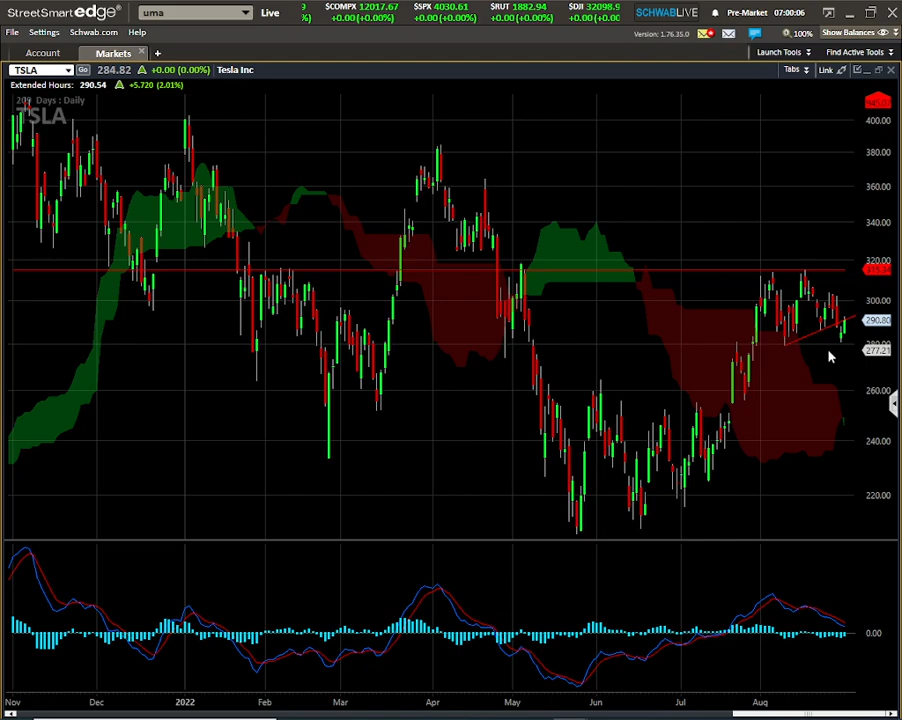 StreetSmart edge® uma Live 9 $COMPX 12017.67 $SPX 4030.61 $RUT 1882.94 $DJI 32098.9 SCHWABLIVE Pre-Market 7:00:06
%) +0.00 (+0.00%) +0.00 (+0.00%) +0.00 (+0.00%) +0.00 (+0.00
File Settings Schwab.com Help Version: 1.76.35.0 100% Show Balances
Account Markets + Launch Tools Find Active Tools
TSLA Go 284.82 +0.00 (0.00%) Tesla Inc Tabs Link
Extended Hours: 290.54 +5.720 (2.01%)
Days : Daily
TSLA
400.00
380.00
360.00
340.00
320.00
300.00
290.80
280.00
277.21
260.00
240.00
220.00
0.00
Nov Dec 2022 Feb Mar Apr May Jun Jul Aug